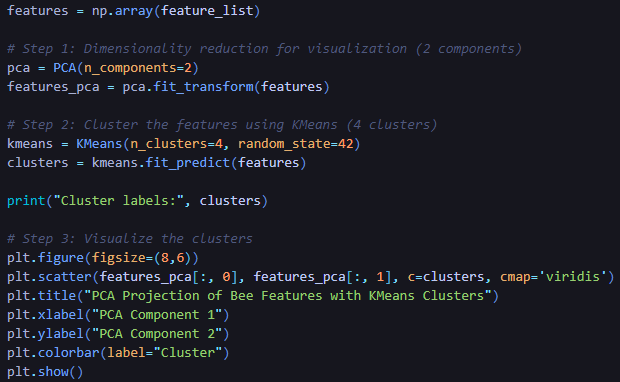 features = np.array(feature_list)
# Step 1: Dimensionality reduction for visualization (2 components)
pca = PCA(n_components=2)
features_pca = pca.fit_transform(features)
# Step 2: Cluster the features using KMeans (4 clusters)
kmeans = KMeans(n_clusters=4, random_state=42)
clusters = kmeans.fit_predict(features)
print("Cluster labels:", clusters)
# Step 3: Visualize the clusters
plt.figure(figsize=(8,6))
plt.scatter(features_pca[:, 0], features_pca[:, 1], c=clusters, cmap='viridis')
plt.title("PCA Projection of Bee Features with KMeans Clusters")
plt.xlabel("PCA Component 1")
plt.ylabel("PCA Component 2")
plt.colorbar(label="Cluster")
plt.show()